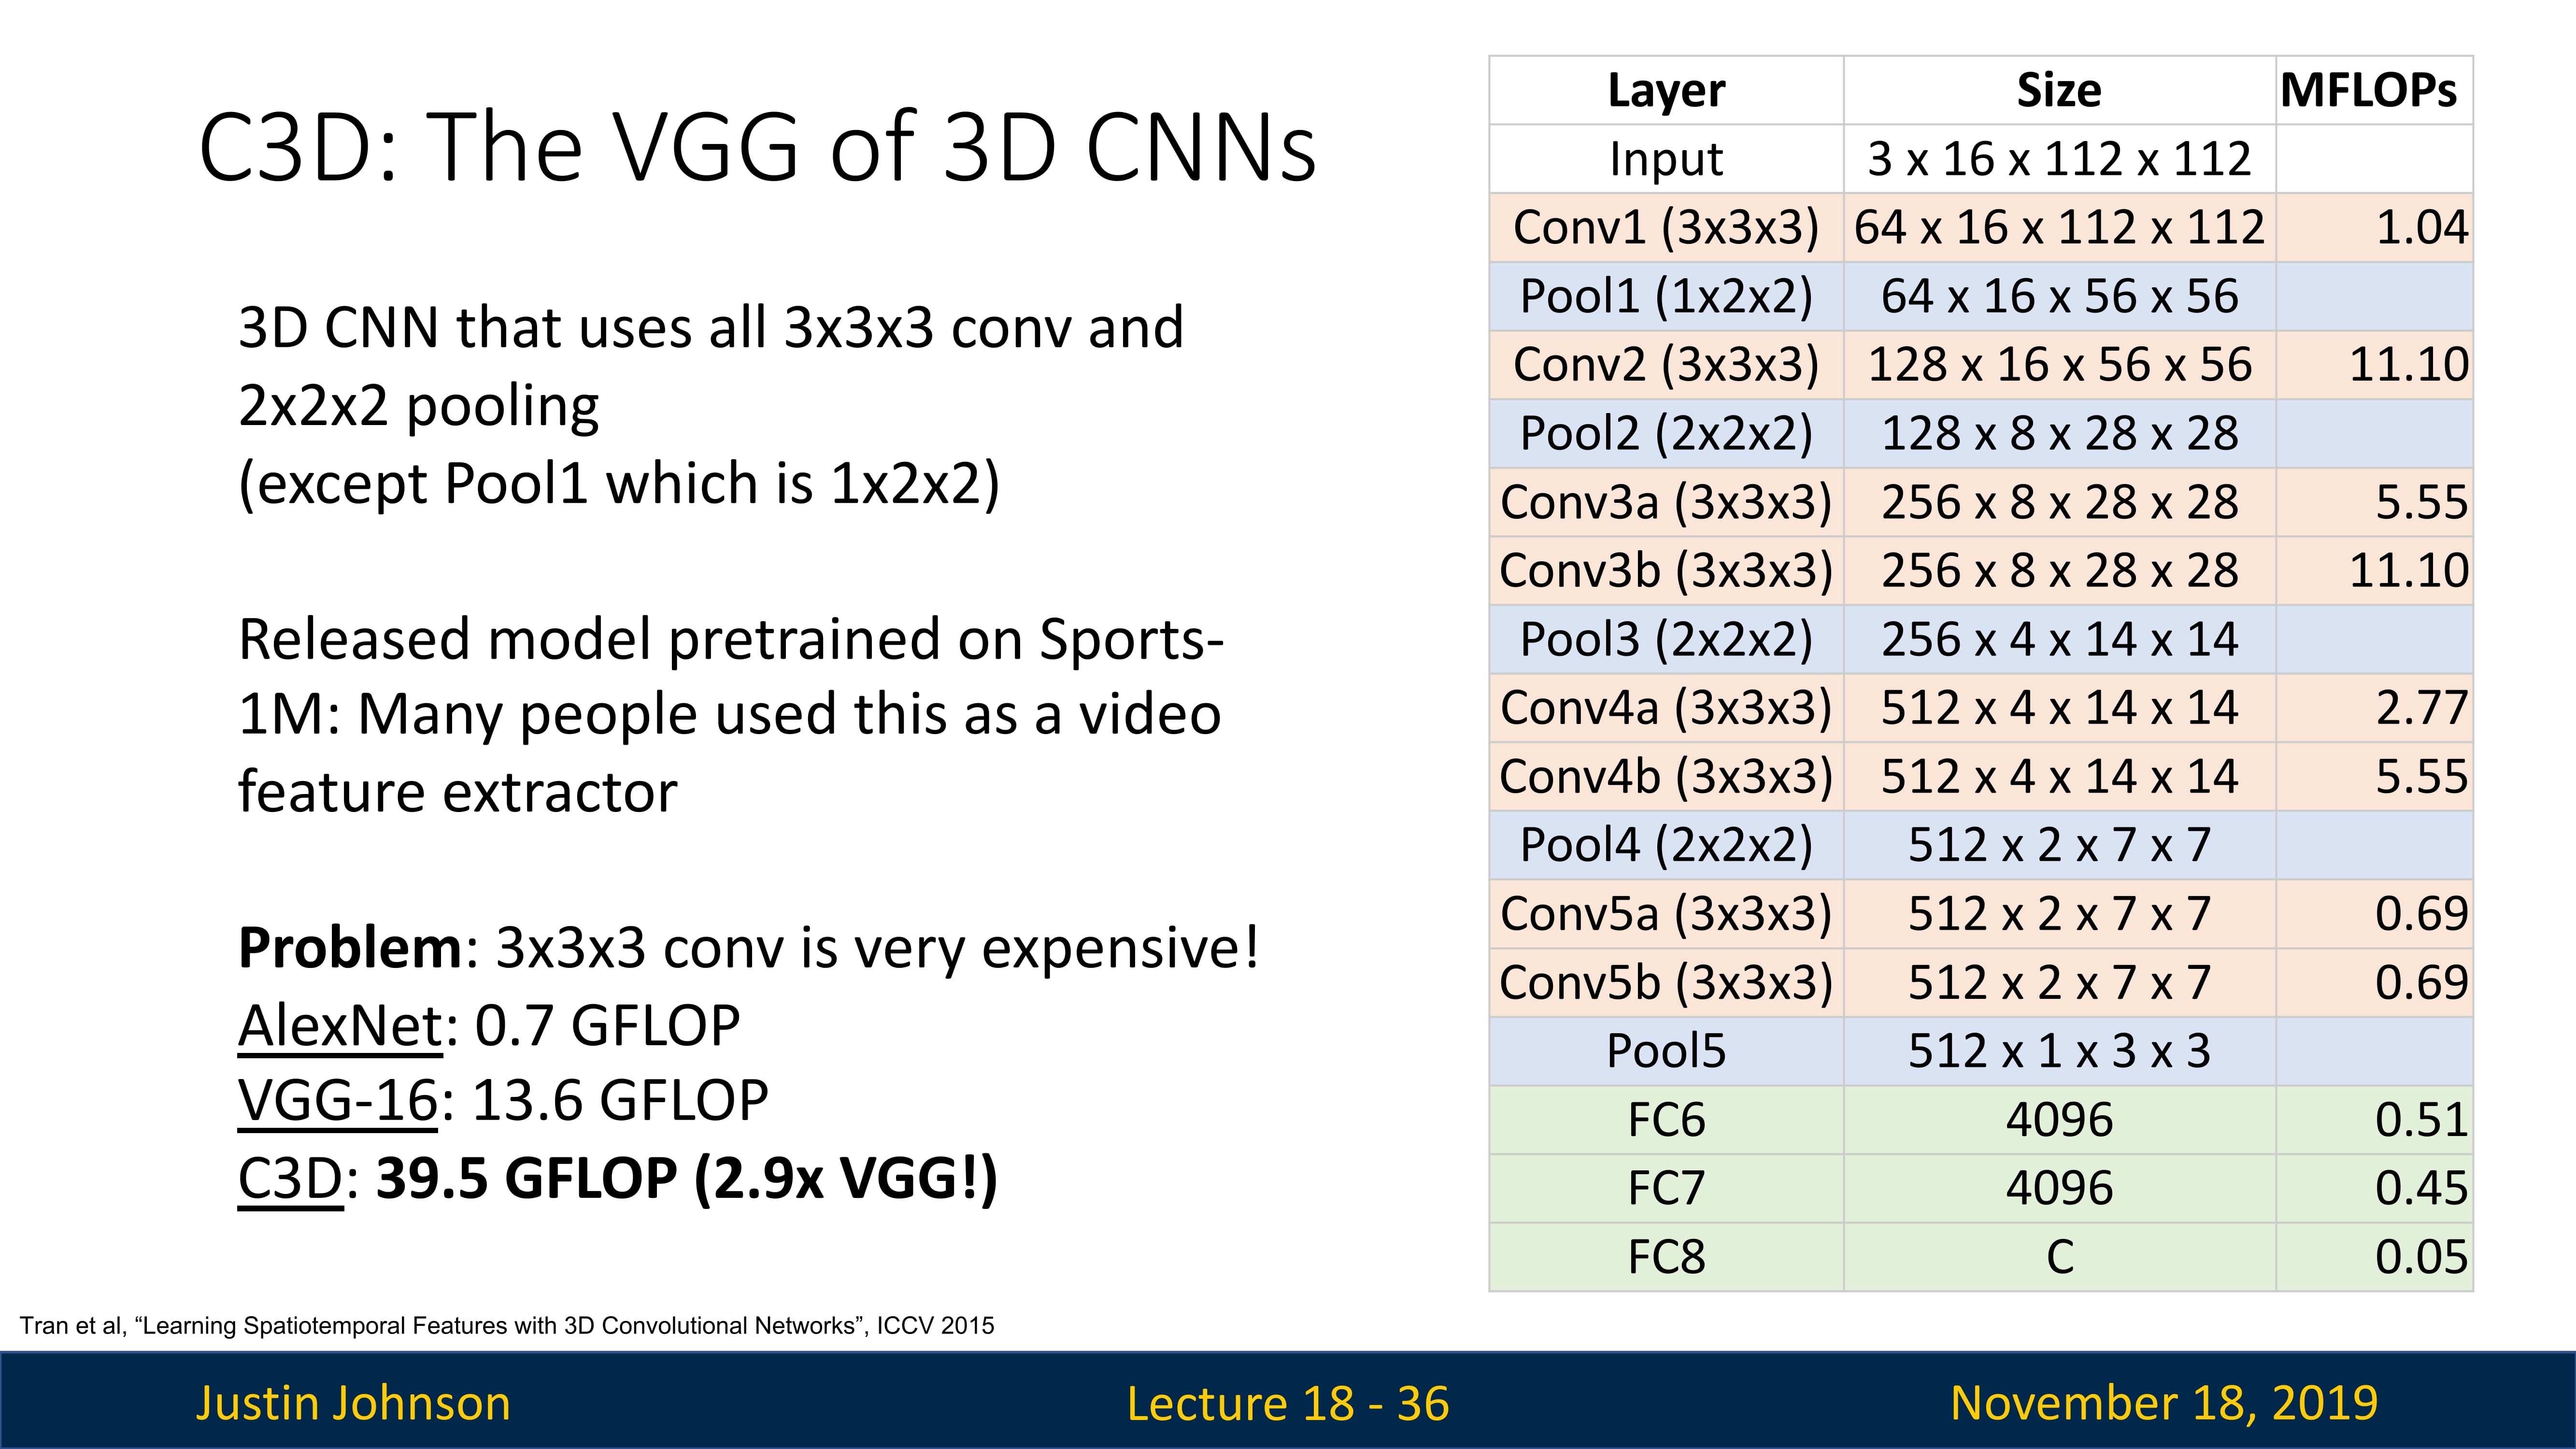 C3D: The VGG of 3D CNNs
3D CNN that uses all 3x3x3 conv and
2x2x2 pooling
(except Pool1 which is 1x2x2)
Released model pretrained on Sports-
1M: Many people used this as a video
feature extractor
Problem: 3x3x3 conv is very expensive!
AlexNet: 0.7 GFLOP
VGG-16: 13.6 GFLOP
C3D: 39.5 GFLOP (2.9x VGG!)
Layer Size MFLOPs
Input 3 x 16 x 112 x 112
Conv1 (3x3x3) 64 x 16 x 112 x 112 1.04
Pool1 (1x2x2) 64 x 16 x 56 x 56
Conv2 (3x3x3) 128 x 16 x 56 x 56 11.10
Pool2 (2x2x2) 128 x 8 x 28 x 28
Conv3a (3x3x3) 256 x 8 x 28 x 28 5.55
Conv3b (3x3x3) 256 x 8 x 28 x 28 11.10
Pool3 (2x2x2) 256 x 4 x 14 x 14
Conv4a (3x3x3) 512 x 4 x 14 x 14 2.77
Conv4b (3x3x3) 512 x 4 x 14 x 14 5.55
Pool4 (2x2x2) 512 x 2 x 7 x 7
Conv5a (3x3x3) 512 x 2 x 7 x 7 0.69
Conv5b (3x3x3) 512 x 2 x 7 x 7 0.69
Pool5 512 x 1 x 3 x 3
FC6 4096 0.51
FC7 4096 0.45
FC8 C 0.05
Tran et al, “Learning Spatiotemporal Features with 3D Convolutional Networks”, ICCV 2015
Justin Johnson Lecture 18 - 36 November 18, 2019